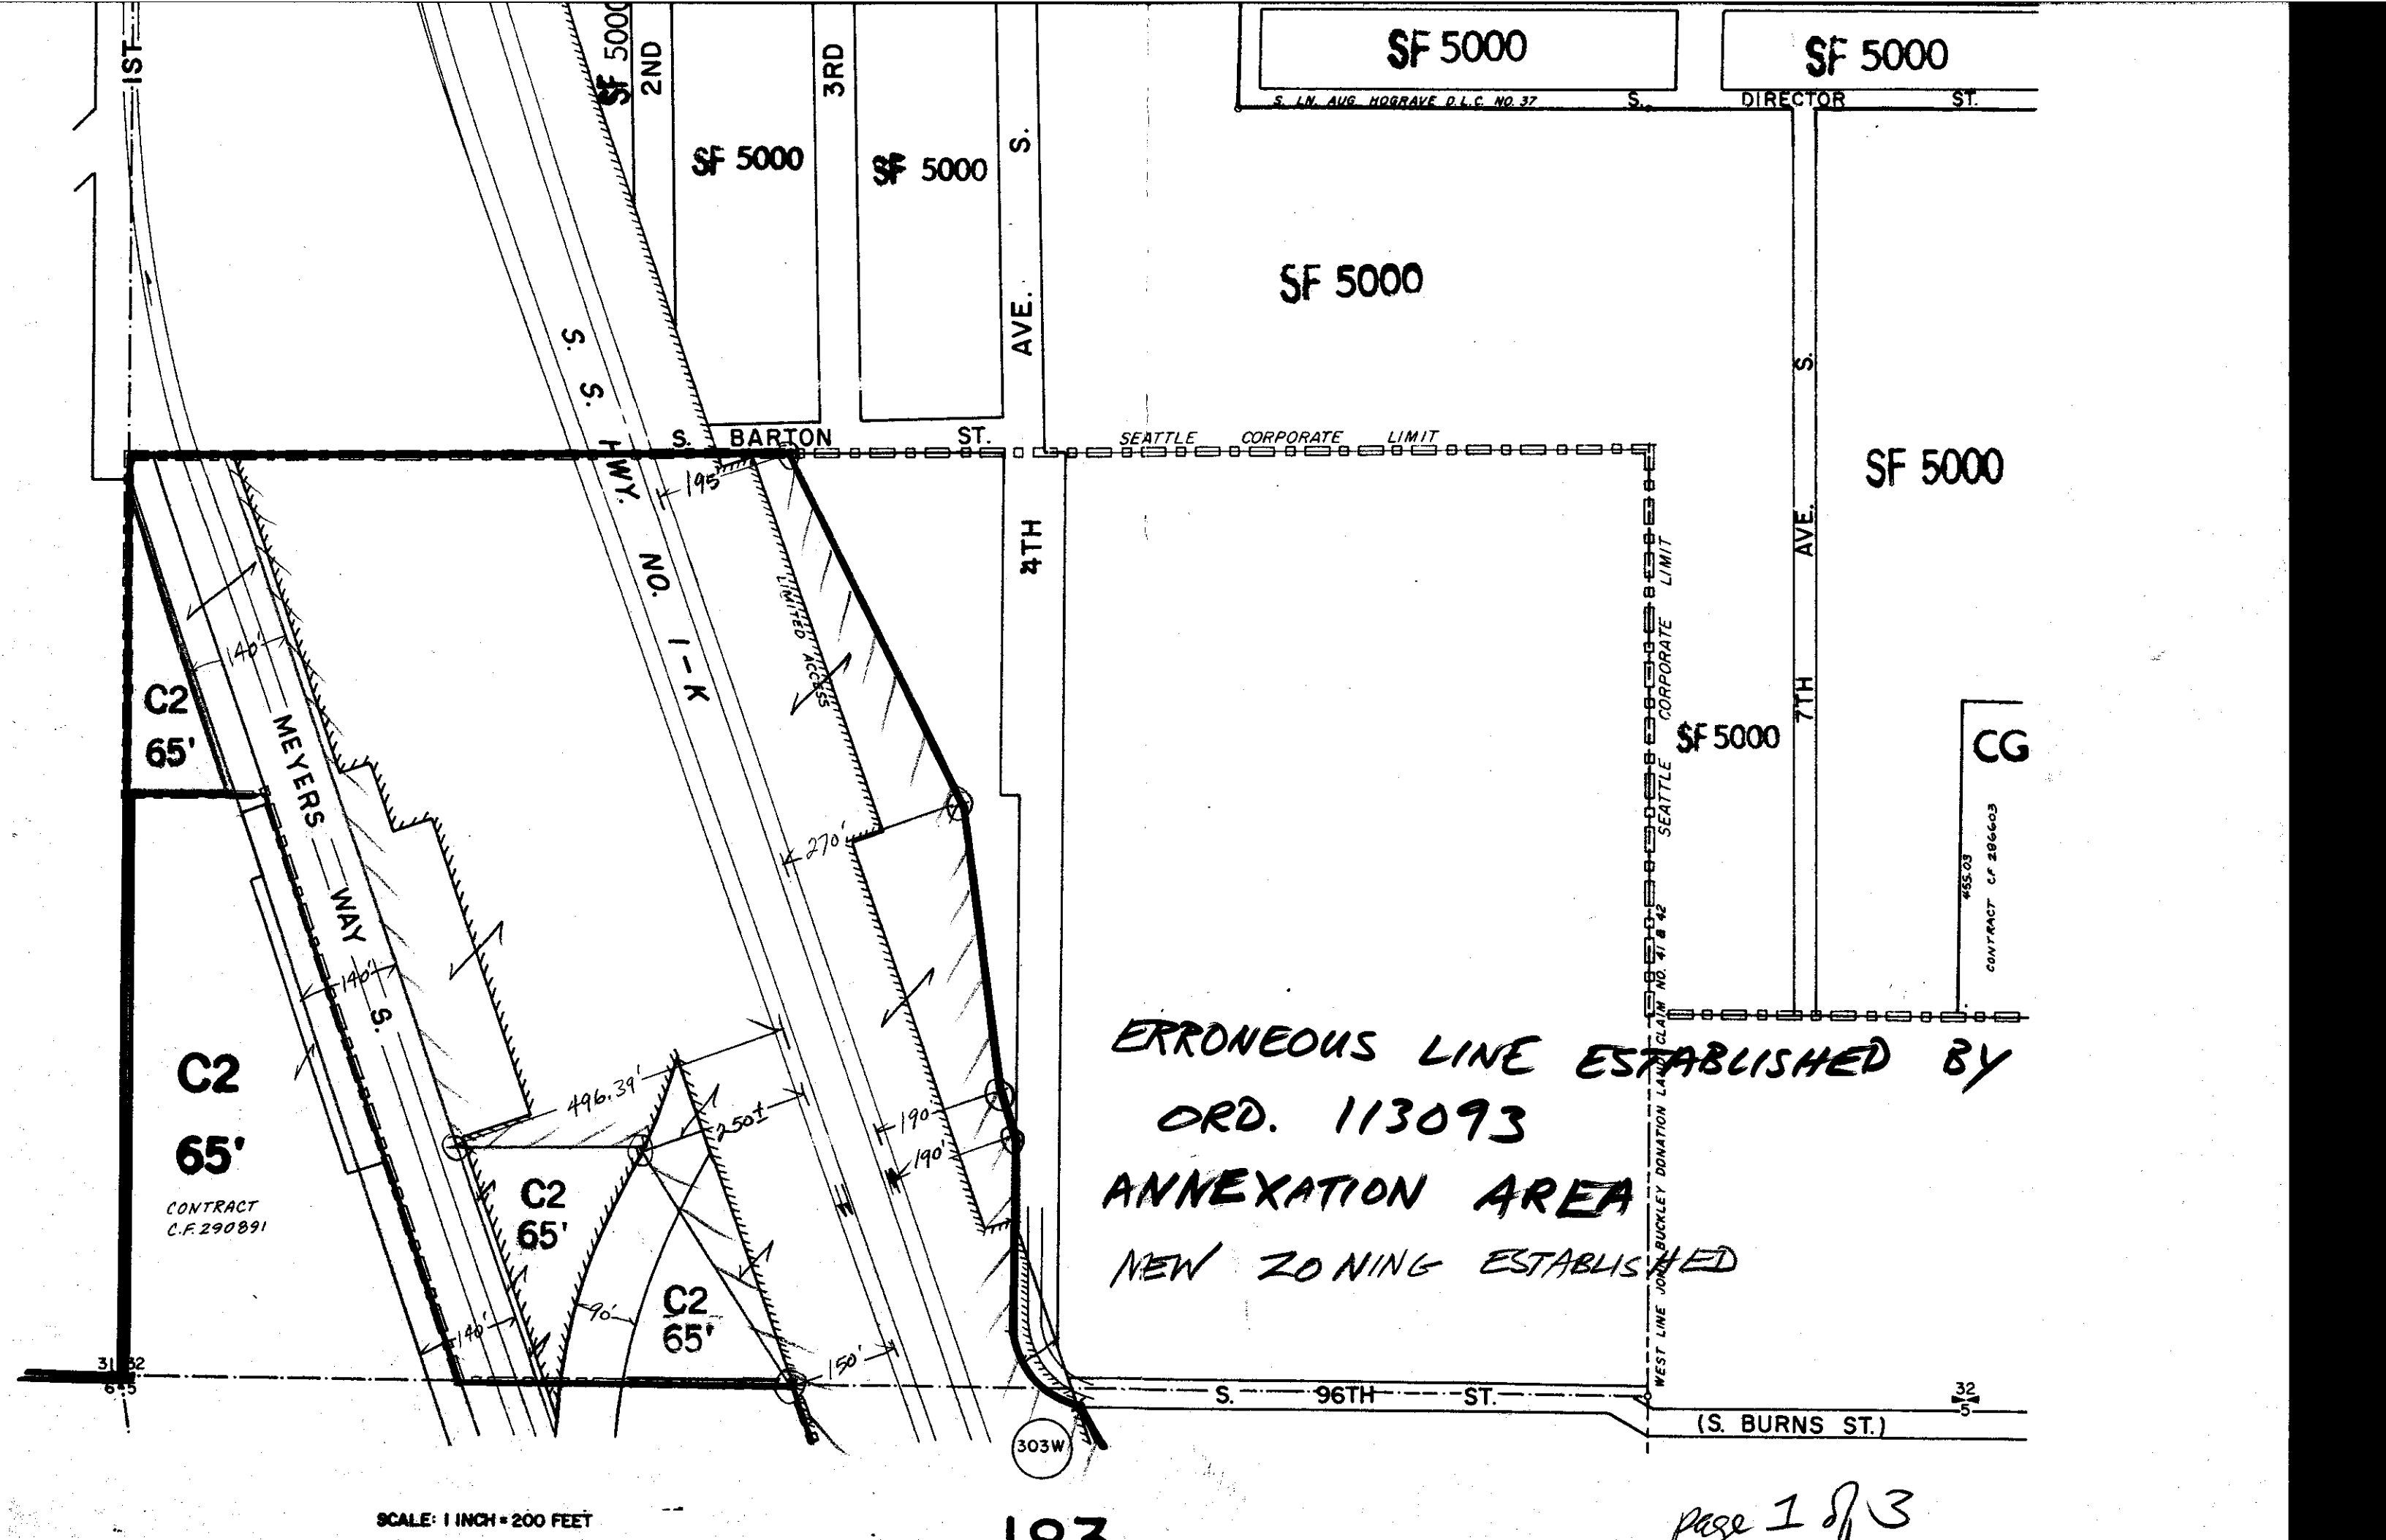 1ST
SF 5000
2ND
3RD
SF 5000
SF 5000
S. LN. AUG. HOGRAVE D.L.C. NO. 37
S. DIRECTOR ST.
SF 5000
SF 5000
AVE. S.
SF 5000
S. S. HWY. NO. 1-K
S. BARTON ST.
SEATTLE CORPORATE LIMIT
SF 5000
195'
4TH
LIMITED ACCESS
7TH AVE. S.
SEATTLE CORPORATE LIMIT
140'
C2
65'
MEYERS WAY S.
SF 5000
CG
455.03
CONTRACT C.F. 286603
270'
140'
WEST LINE JOHN BUCKLEY DONATION LAND CLAIM NO. 41 & 42
C2
65'
CONTRACT
C.F. 290891
496.39'
250±
190'
190'
ERRONEOUS LINE ESTABLISHED BY
ORD. 113093
ANNEXATION AREA
NEW ZONING ESTABLISHED
C2
65'
C2
65'
90'
140'
150'
31 32
6 5
S. 96TH ST.
32
5
(S. BURNS ST.)
303W
SCALE: 1 INCH = 200 FEET
193
page 1 of 3